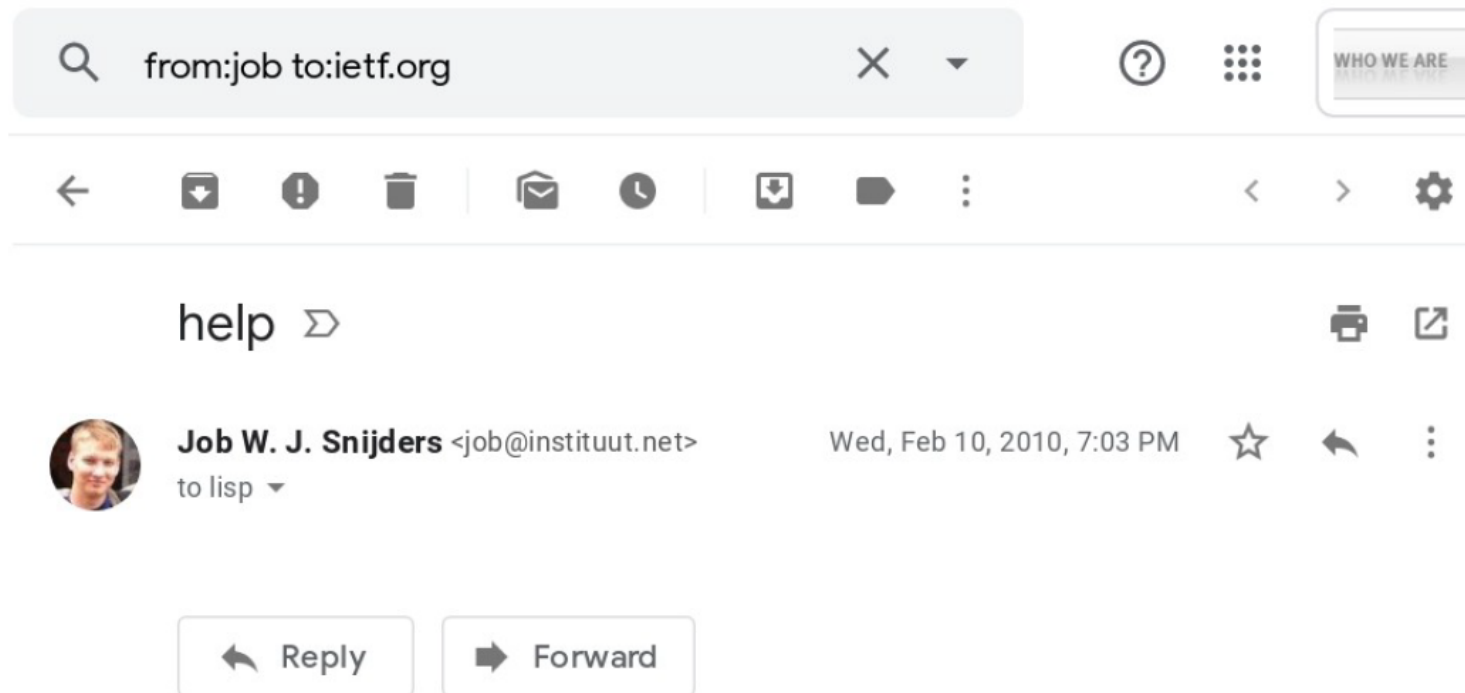 from:job to:ietf.org
WHO WE ARE
help
Job W. J. Snijders <job@instituut.net> Wed, Feb 10, 2010, 7:03 PM
to lisp
Reply Forward